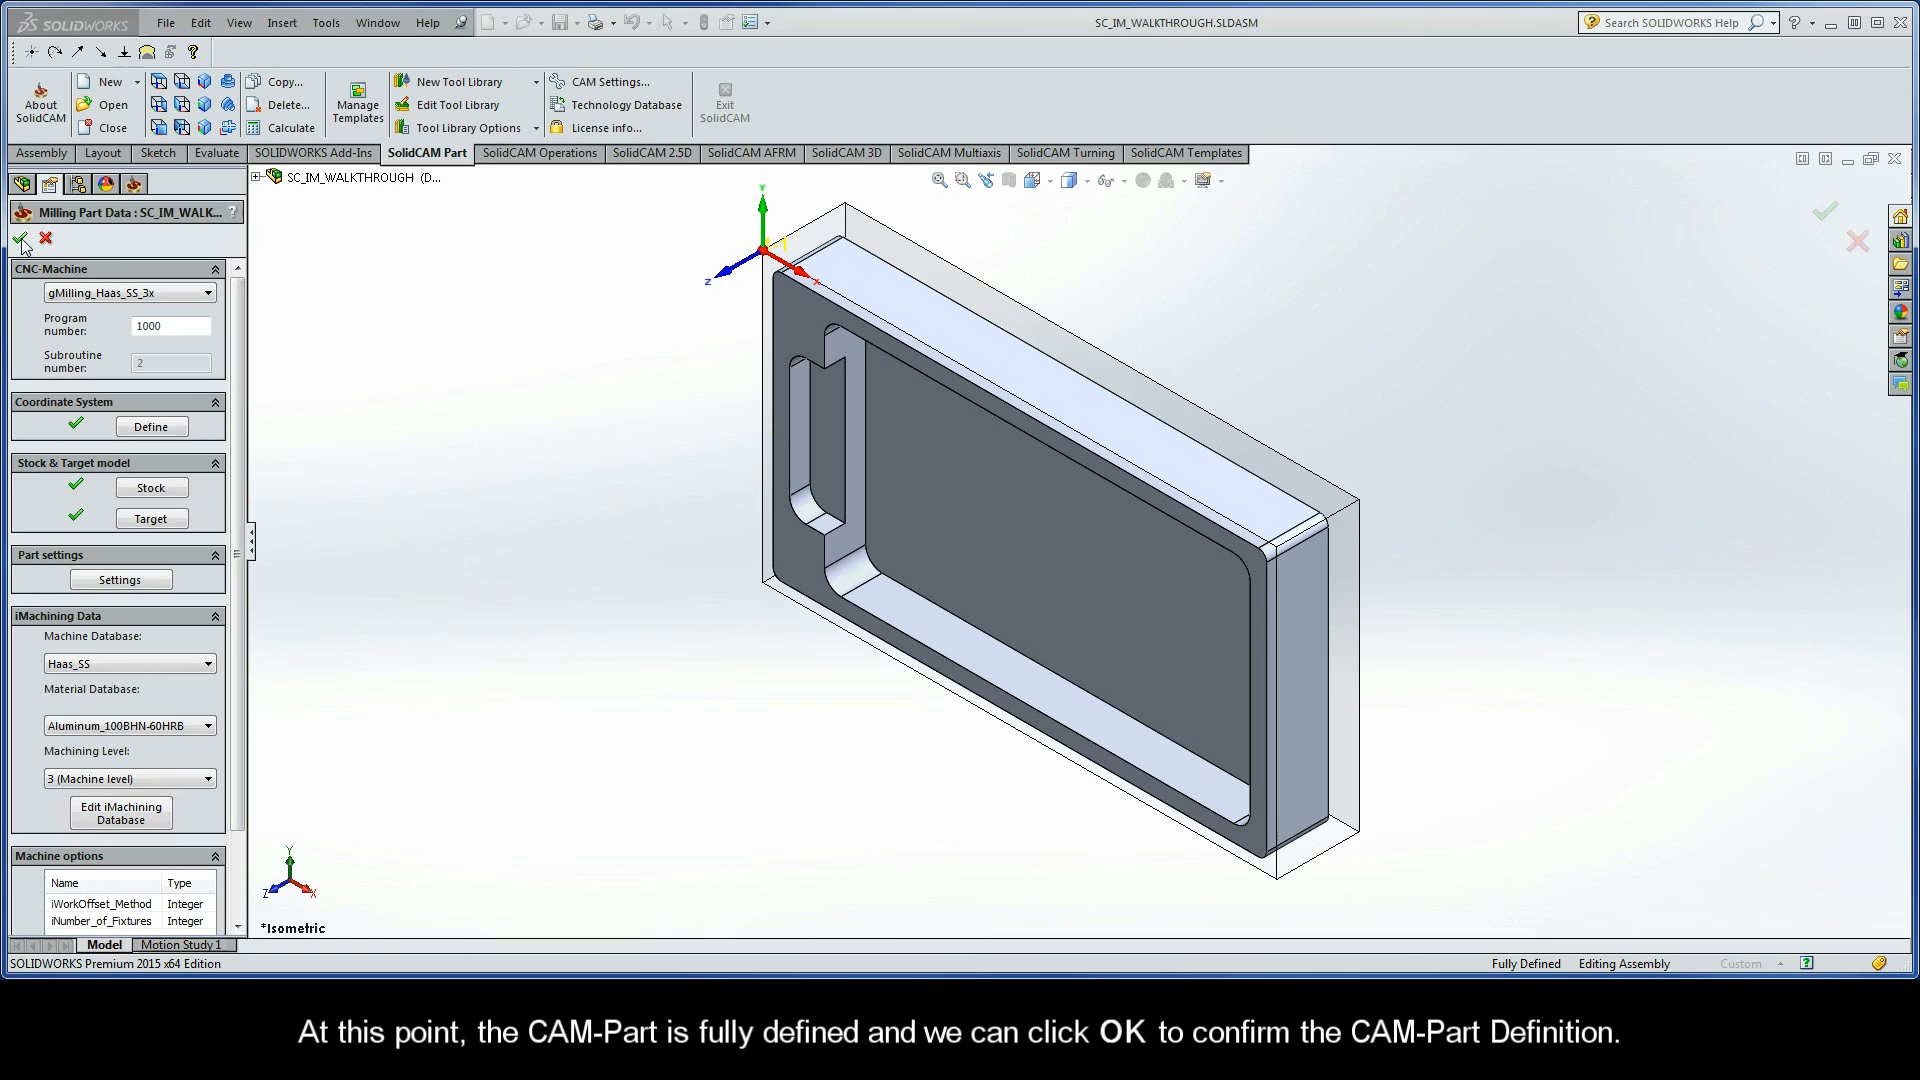 SOLIDWORKS File Edit View Insert Tools Window Help SC_IM_WALKTHROUGH.SLDASM Search SOLIDWORKS Help
About SolidCAM
New
Open
Close
Copy...
Delete...
Calculate
Manage Templates
New Tool Library
Edit Tool Library
Tool Library Options
CAM Settings...
Technology Database
License info...
Exit SolidCAM
Assembly Layout Sketch Evaluate SOLIDWORKS Add-Ins SolidCAM Part SolidCAM Operations SolidCAM 2.5D SolidCAM AFRM SolidCAM 3D SolidCAM Multiaxis SolidCAM Turning SolidCAM Templates
SC_IM_WALKTHROUGH (D...
Milling Part Data : SC_IM_WALK... ?
CNC-Machine
gMilling_Haas_SS_3x
Program number: 1000
Subroutine number: 2
Coordinate System
Define
Stock & Target model
Stock
Target
Part settings
Settings
iMachining Data
Machine Database:
Haas_SS
Material Database:
Aluminum_100BHN-60HRB
Machining Level:
3 (Machine level)
Edit iMachining
Database
Machine options
Name Type
iWorkOffset_Method Integer
iNumber_of_Fixtures Integer
Y
Z
X
Y
Z
X
*Isometric
Model Motion Study 1
SOLIDWORKS Premium 2015 x64 Edition Fully Defined Editing Assembly Custom
At this point, the CAM-Part is fully defined and we can click OK to confirm the CAM-Part Definition.